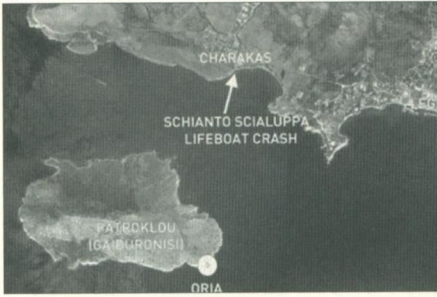 CHARAKAS
SCHIANTO SCIALUPPA
LIFEBOAT CRASH
PATROKLOU
(GAIDURONISI)
ORIA